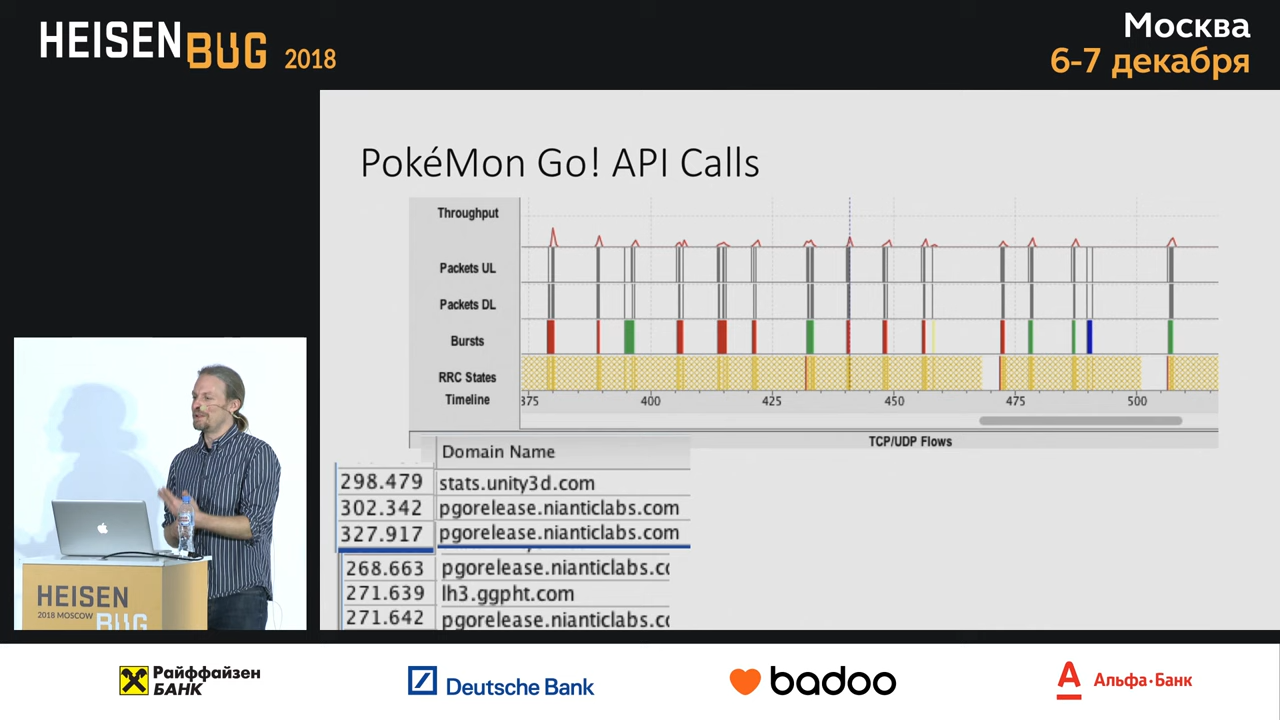 HEISENBUG 2018
Москва
6-7 декабря
PokéMon Go! API Calls
Throughput
Packets UL
Packets DL
Bursts
RRC States
Timeline
375 400 425 450 475 500
TCP/UDP Flows
Domain Name
298.479 stats.unity3d.com
302.342 pgorelease.nianticlabs.com
327.917 pgorelease.nianticlabs.com
268.663 pgorelease.nianticlabs.co
271.639 lh3.ggpht.com
271.642 pgorelease.nianticlabs.co
HEISEN
2018 MOSCOW
BUG
Райффайзен
БАНК
Deutsche Bank
badoo
А
Альфа·Банк